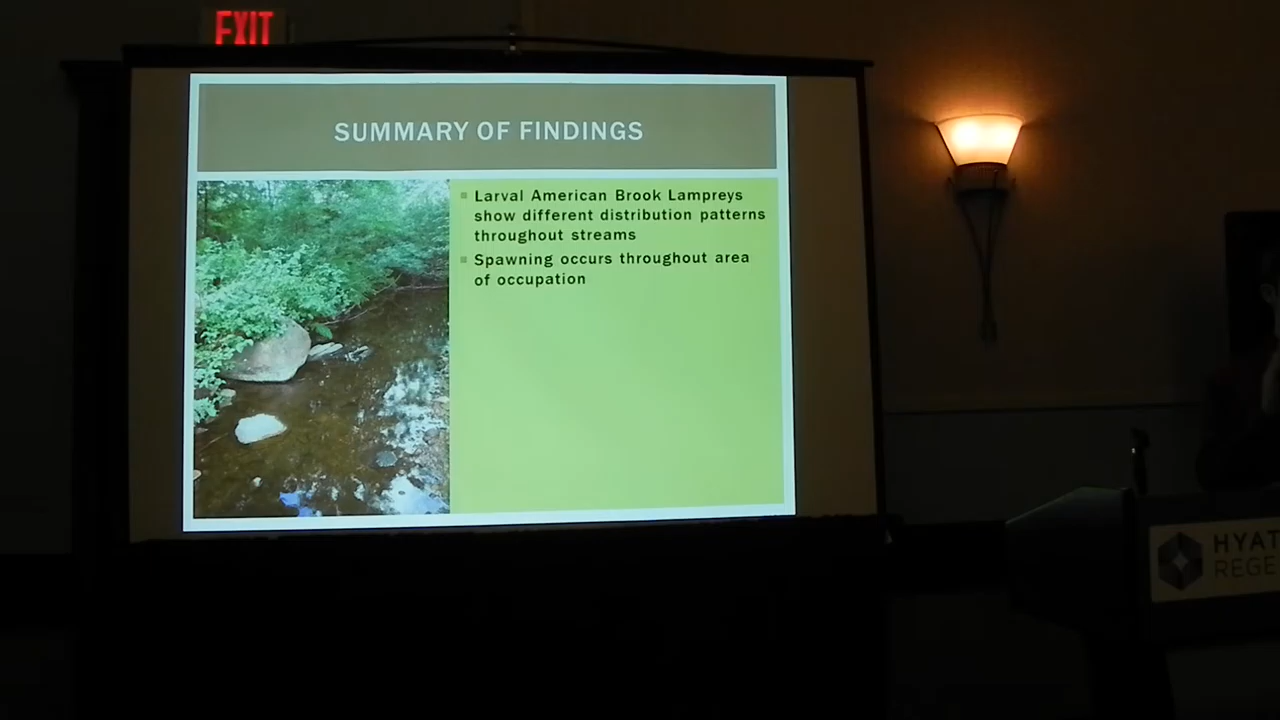 EXIT
SUMMARY OF FINDINGS
Larval American Brook Lampreys
show different distribution patterns
throughout streams
Spawning occurs throughout area
of occupation
HYAT
REGE